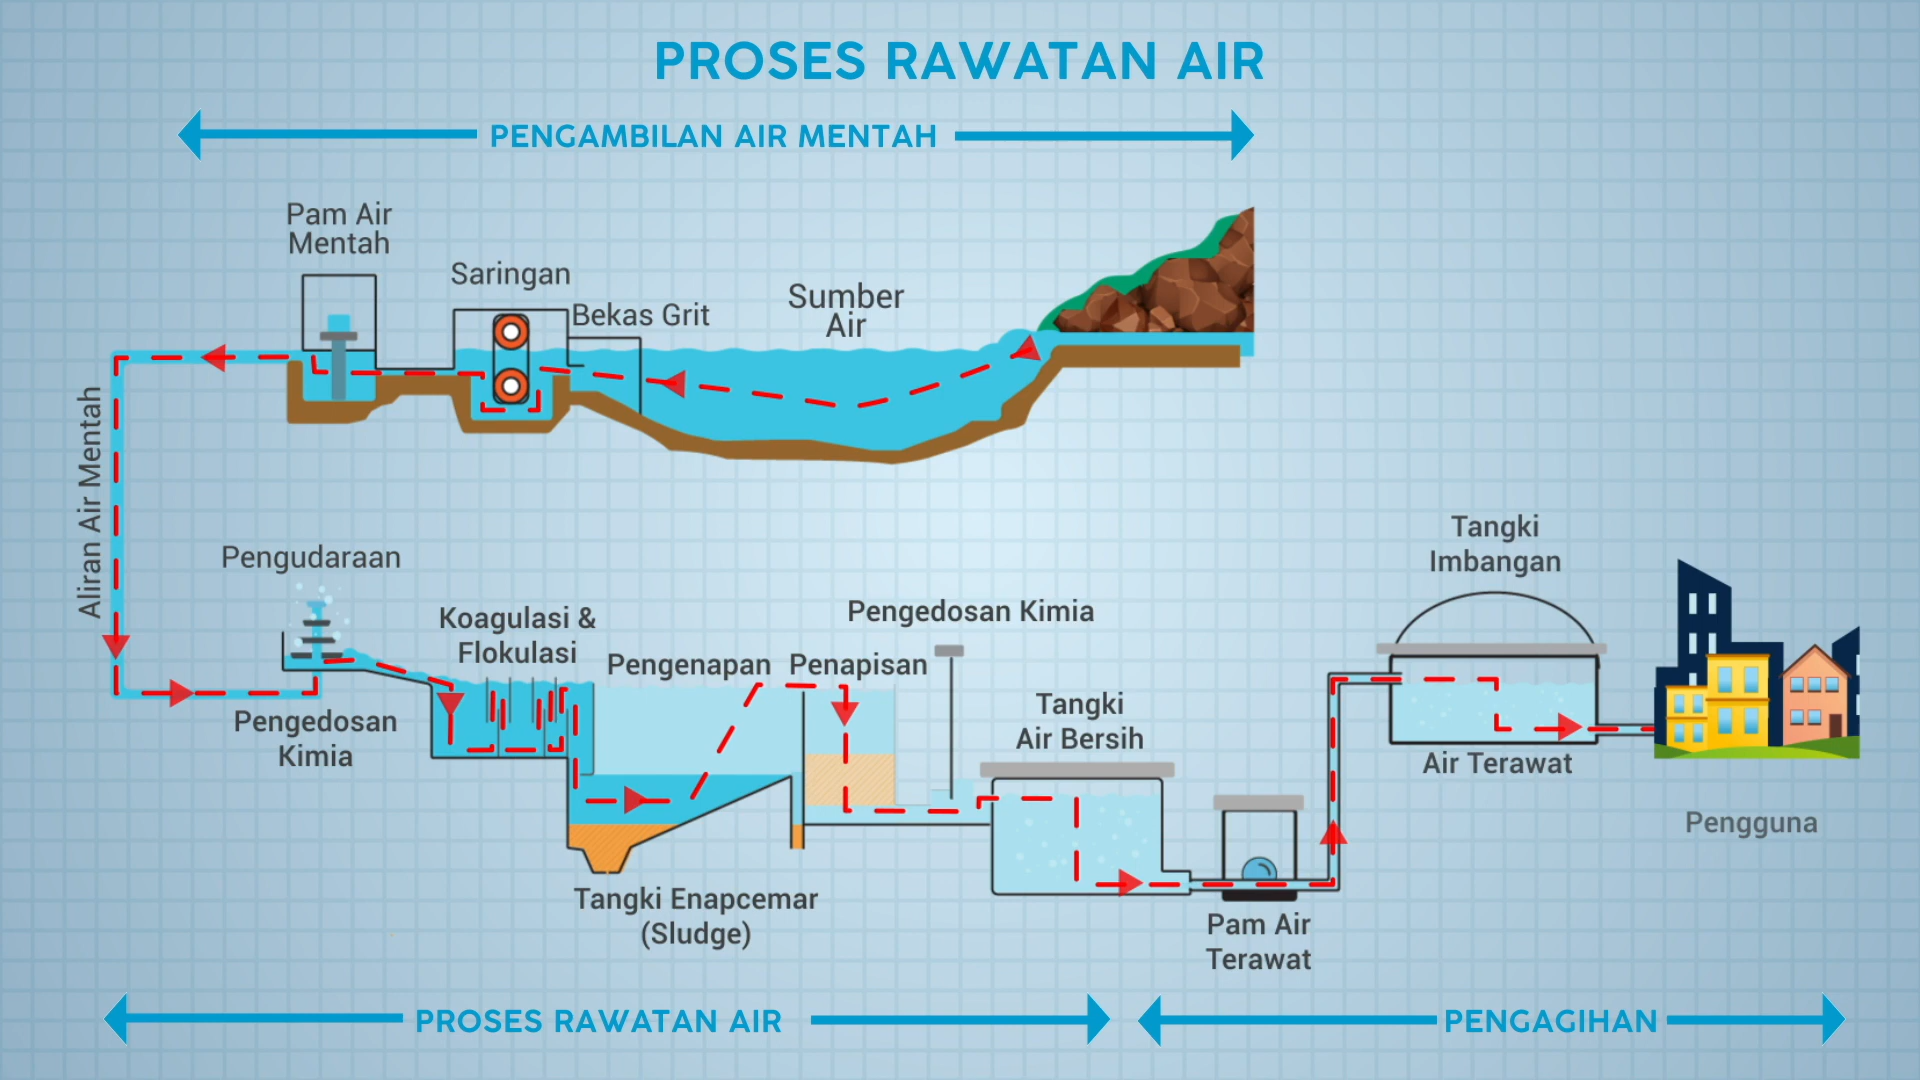 PROSES RAWATAN AIR
PENGAMBILAN AIR MENTAH
Pam Air
Mentah
Saringan
Bekas Grit
Sumber
Air
Aliran Air Mentah
Pengudaraan
Pengedosan
Kimia
Koagulasi &
Flokulasi
Pengenapan
Penapisan
Pengedosan Kimia
Tangki Enapcemar
(Sludge)
Tangki
Air Bersih
Pam Air
Terawat
Tangki
Imbangan
Air Terawat
Pengguna
PROSES RAWATAN AIR
PENGAGIHAN